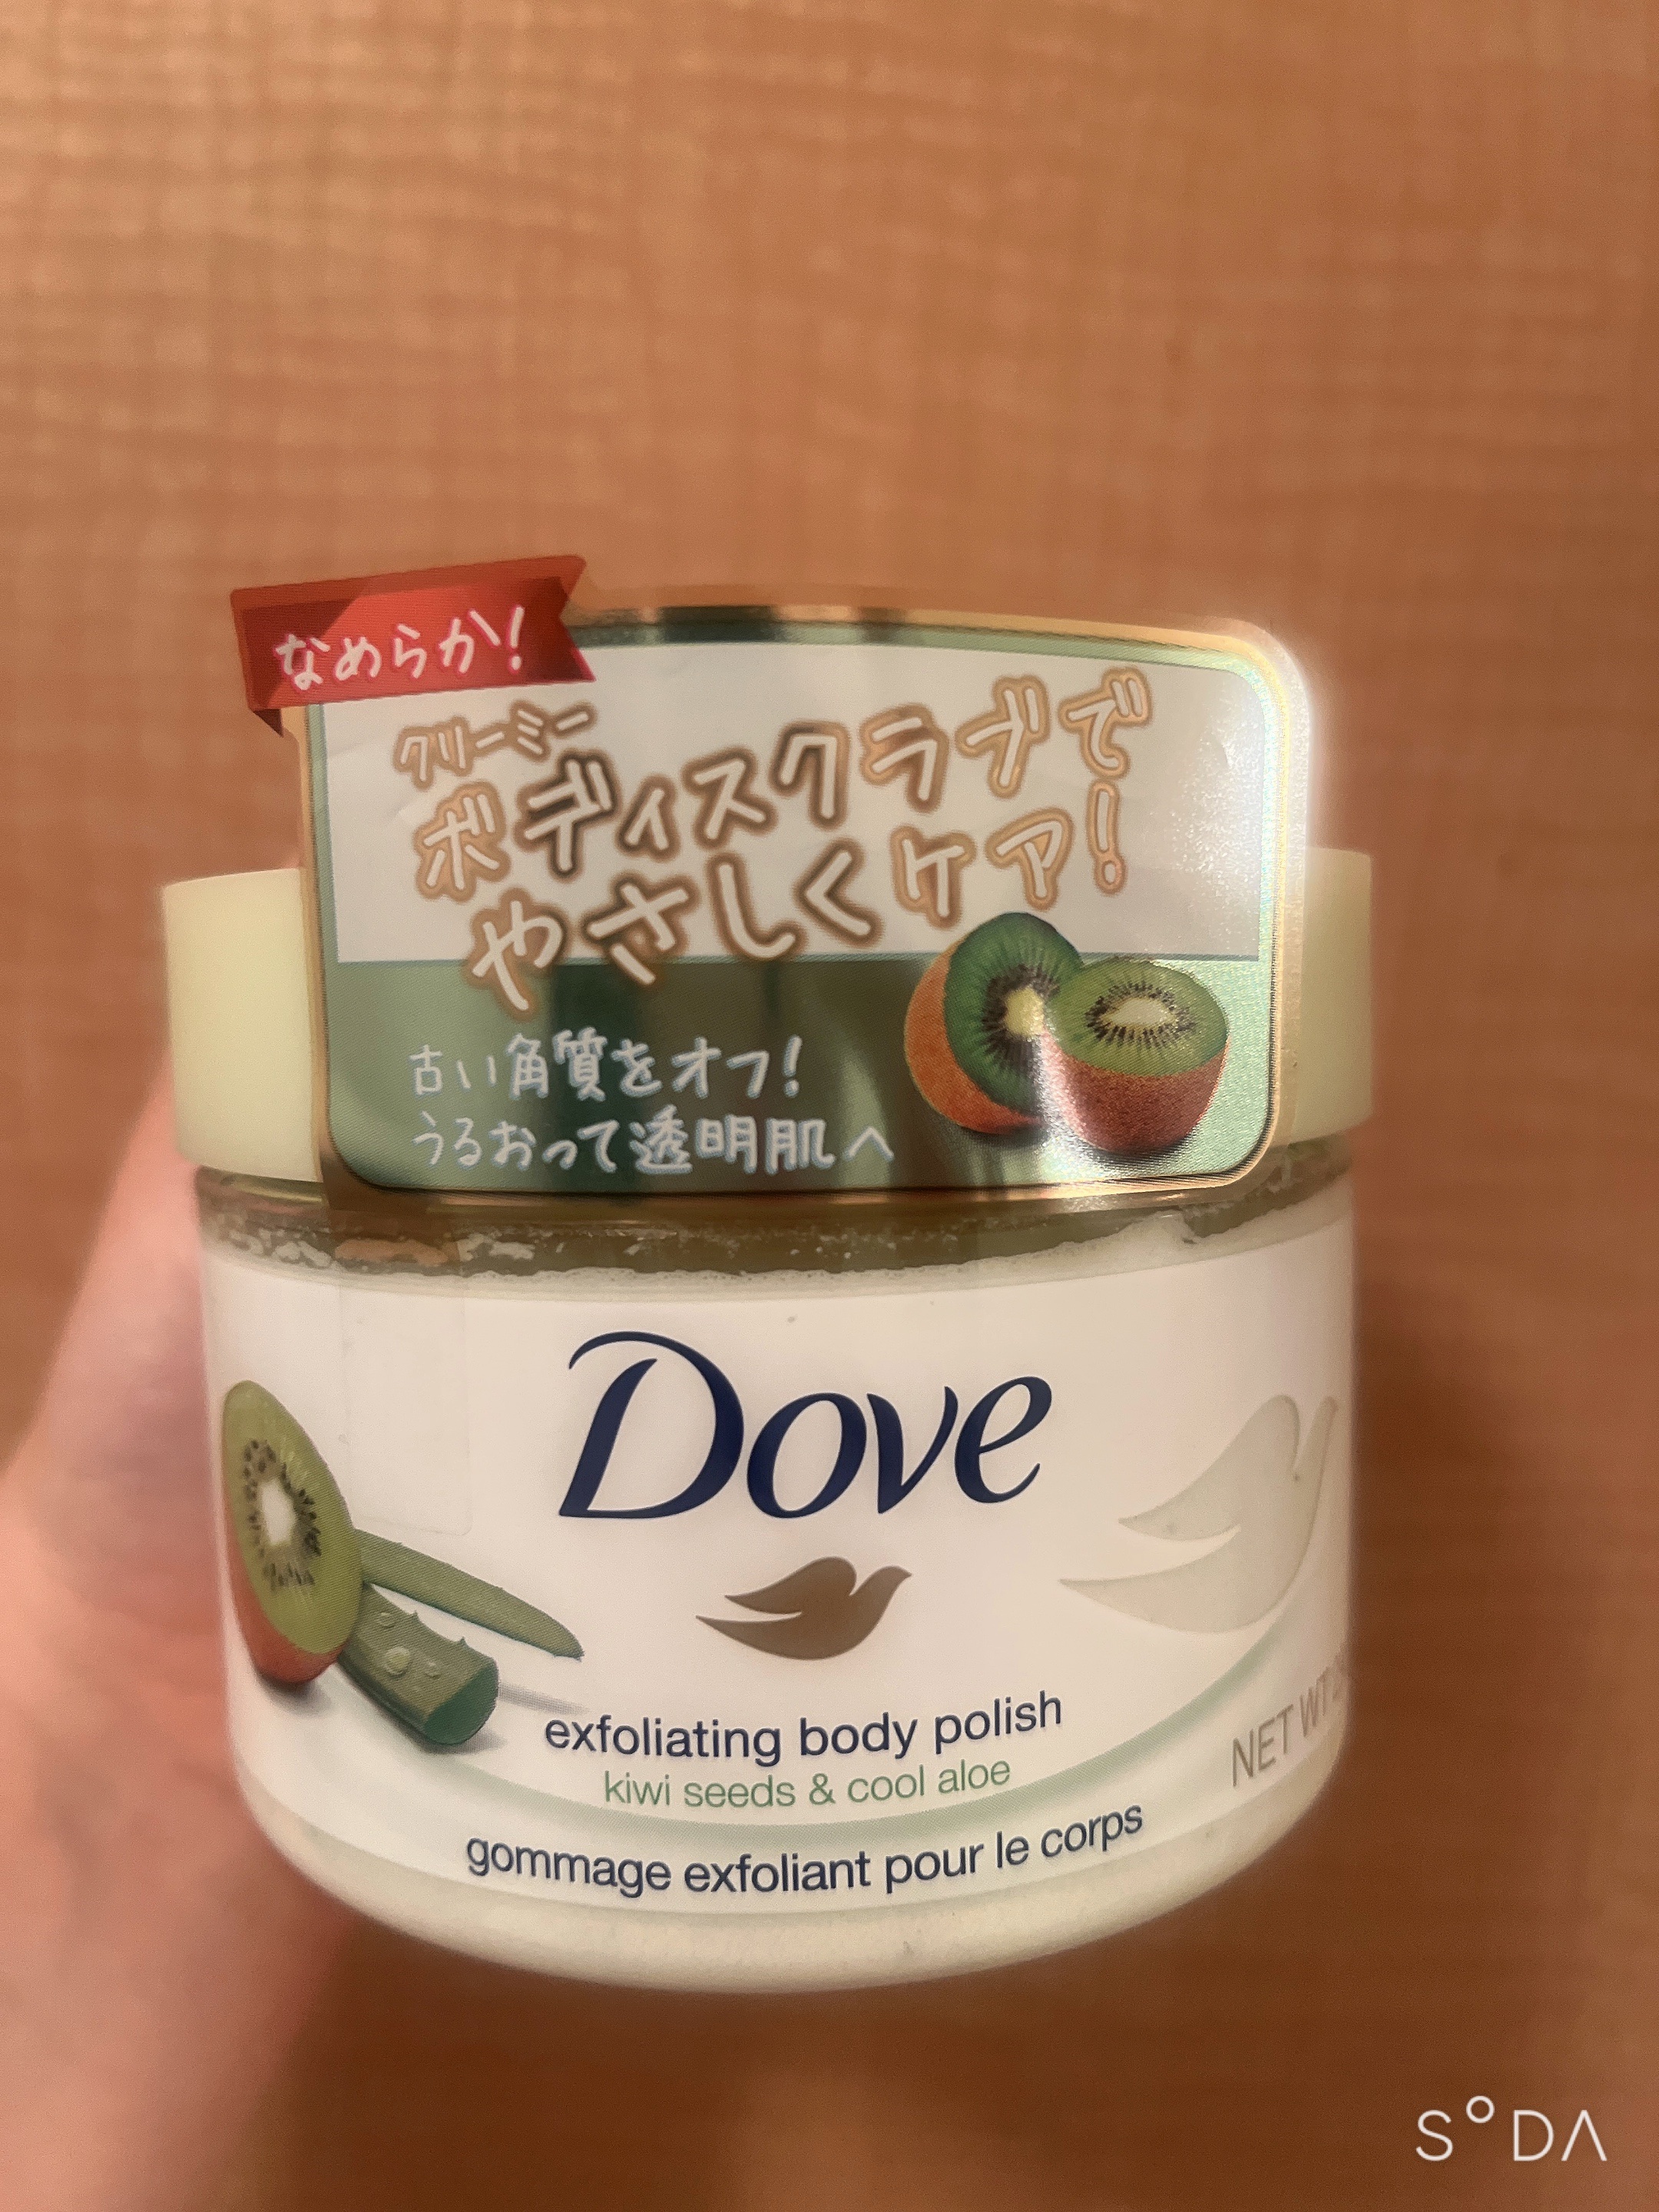 なめらか!
クリーミー
ボディスクラブで
やさしくケア!
古い角質をオフ!
うるおって透明肌へ
Dove
exfoliating body polish
kiwi seeds & cool aloe
gommage exfoliant pour le corps
NET WT
SODA